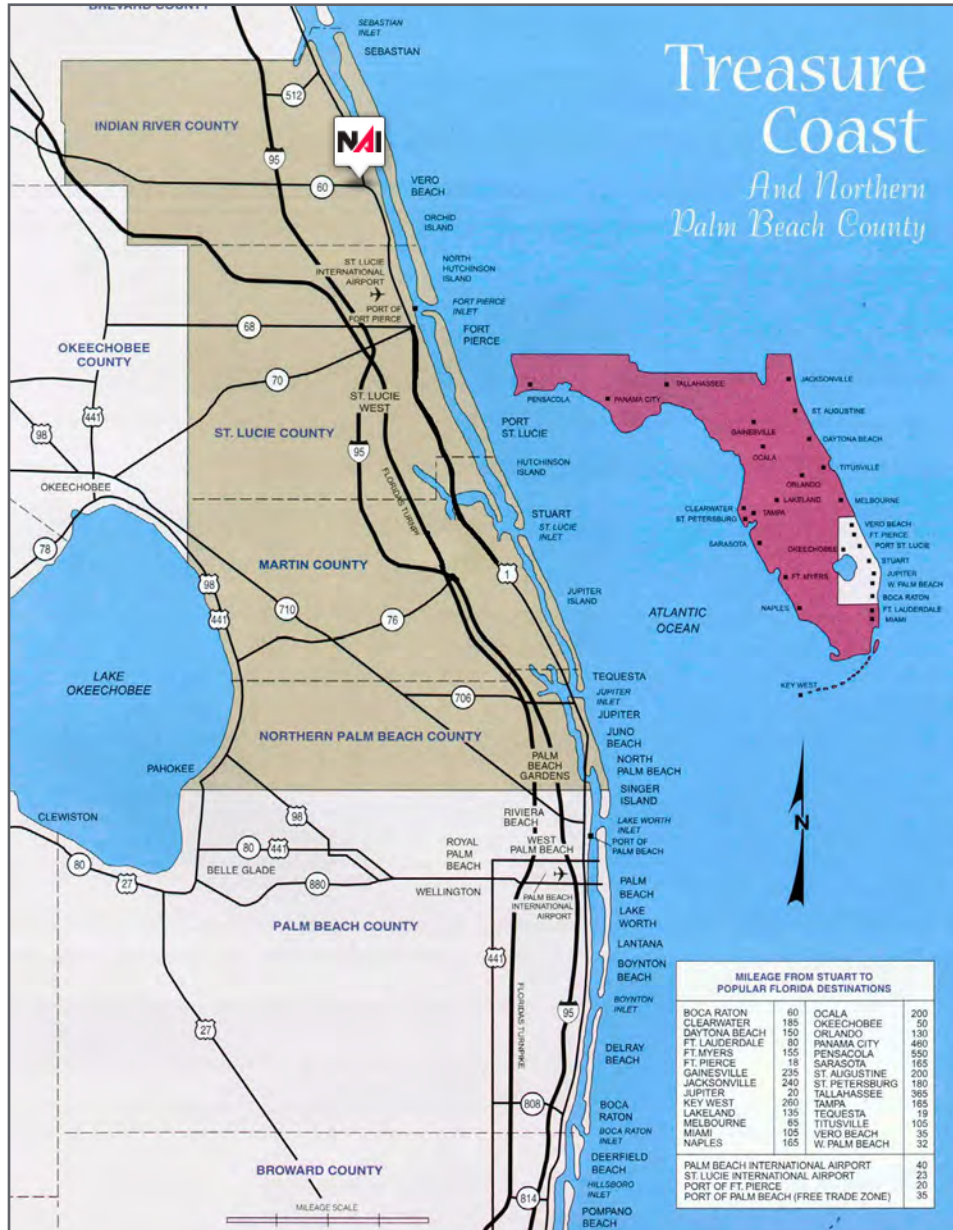 BREVARD COUNTY
SEBASTIAN
INLET
SEBASTIAN
Treasure
Coast
And Northern
Palm Beach County
512
INDIAN RIVER COUNTY
NAI
95
60
VERO
BEACH
ORCHID
ISLAND
ST. LUCIE
INTERNATIONAL
AIRPORT
NORTH
HUTCHINSON
ISLAND
PORT OF
FORT PIERCE
FORT PIERCE
INLET
68
FORT
PIERCE
OKEECHOBEE
COUNTY
70
441
98
ST. LUCIE
WEST
ST. LUCIE COUNTY
95
PORT
ST. LUCIE
HUTCHINSON
ISLAND
OKEECHOBEE
FLORIDAS TURNPI
STUART
ST. LUCIE
INLET
78
MARTIN COUNTY
98
441
710
76
1
JUPITER
ISLAND
ATLANTIC
OCEAN
LAKE
OKEECHOBEE
TEQUESTA
JUPITER
INLET
706
JUPITER
NORTHERN PALM BEACH COUNTY
JUNO
BEACH
PALM
BEACH
GARDENS
NORTH
PALM BEACH
PAHOKEE
SINGER
ISLAND
CLEWISTON
98
RIVIERA
BEACH
LAKE WORTH
INLET
PORT OF
PALM BEACH
80
27
BELLE GLADE
80
441
880
ROYAL
PALM
BEACH
WEST
PALM BEACH
WELLINGTON
PALM BEACH
INTERNATIONAL
AIRPORT
PALM
BEACH
LAKE
WORTH
PALM BEACH COUNTY
LANTANA
441
BOYNTON
BEACH
BOYNTON
INLET
FLORIDAS TURNPIKE
95
27
DELRAY
BEACH
808
BOCA
RATON
BOCA RATON
INLET
BROWARD COUNTY
DEERFIELD
BEACH
HILLSBORO
INLET
814
MILEAGE SCALE
POMPANO
BEACH
PENSACOLA
TALLAHASSEE
JACKSONVILLE
PANAMA CITY
ST. AUGUSTINE
GAINESVILLE
DAYTONA BEACH
OCALA
TITUSVILLE
ORLANDO
LAKELAND
MELBOURNE
CLEARWATER
TAMPA
ST. PETERSBURG
VERO BEACH
FT. PIERCE
PORT ST. LUCIE
SARASOTA
OKEECHOBEE
STUART
FT. MYERS
JUPITER
W. PALM BEACH
BOCA RATON
NAPLES
FT. LAUDERDALE
MIAMI
KEY WEST
N
MILEAGE FROM STUART TO
POPULAR FLORIDA DESTINATIONS
BOCA RATON 60 OCALA 200
CLEARWATER 185 OKEECHOBEE 50
DAYTONA BEACH 150 ORLANDO 130
FT. LAUDERDALE 80 PANAMA CITY 460
FT.MYERS 155 PENSACOLA 550
FT. PIERCE 18 SARASOTA 165
GAINESVILLE 235 ST. AUGUSTINE 200
JACKSONVILLE 240 ST. PETERSBURG 180
JUPITER 20 TALLAHASSEE 365
KEY WEST 260 TAMPA 165
LAKELAND 135 TEQUESTA 19
MELBOURNE 65 TITUSVILLE 105
MIAMI 105 VERO BEACH 35
NAPLES 165 W. PALM BEACH 32
PALM BEACH INTERNATIONAL AIRPORT 40
ST. LUCIE INTERNATIONAL AIRPORT 23
PORT OF FT. PIERCE 20
PORT OF PALM BEACH (FREE TRADE ZONE) 35